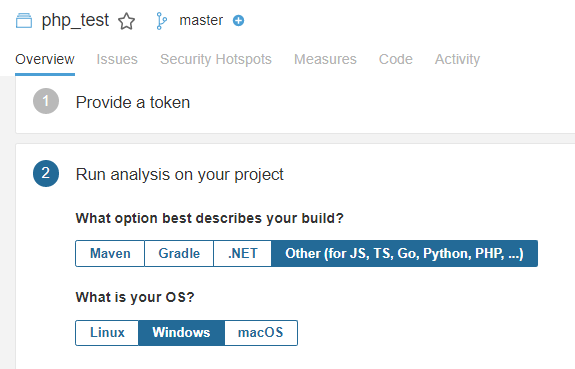 php_test master
Overview Issues Security Hotspots Measures Code Activity
1 Provide a token
2 Run analysis on your project
What option best describes your build?
Maven Gradle .NET Other (for JS, TS, Go, Python, PHP, ...)
What is your OS?
Linux Windows macOS